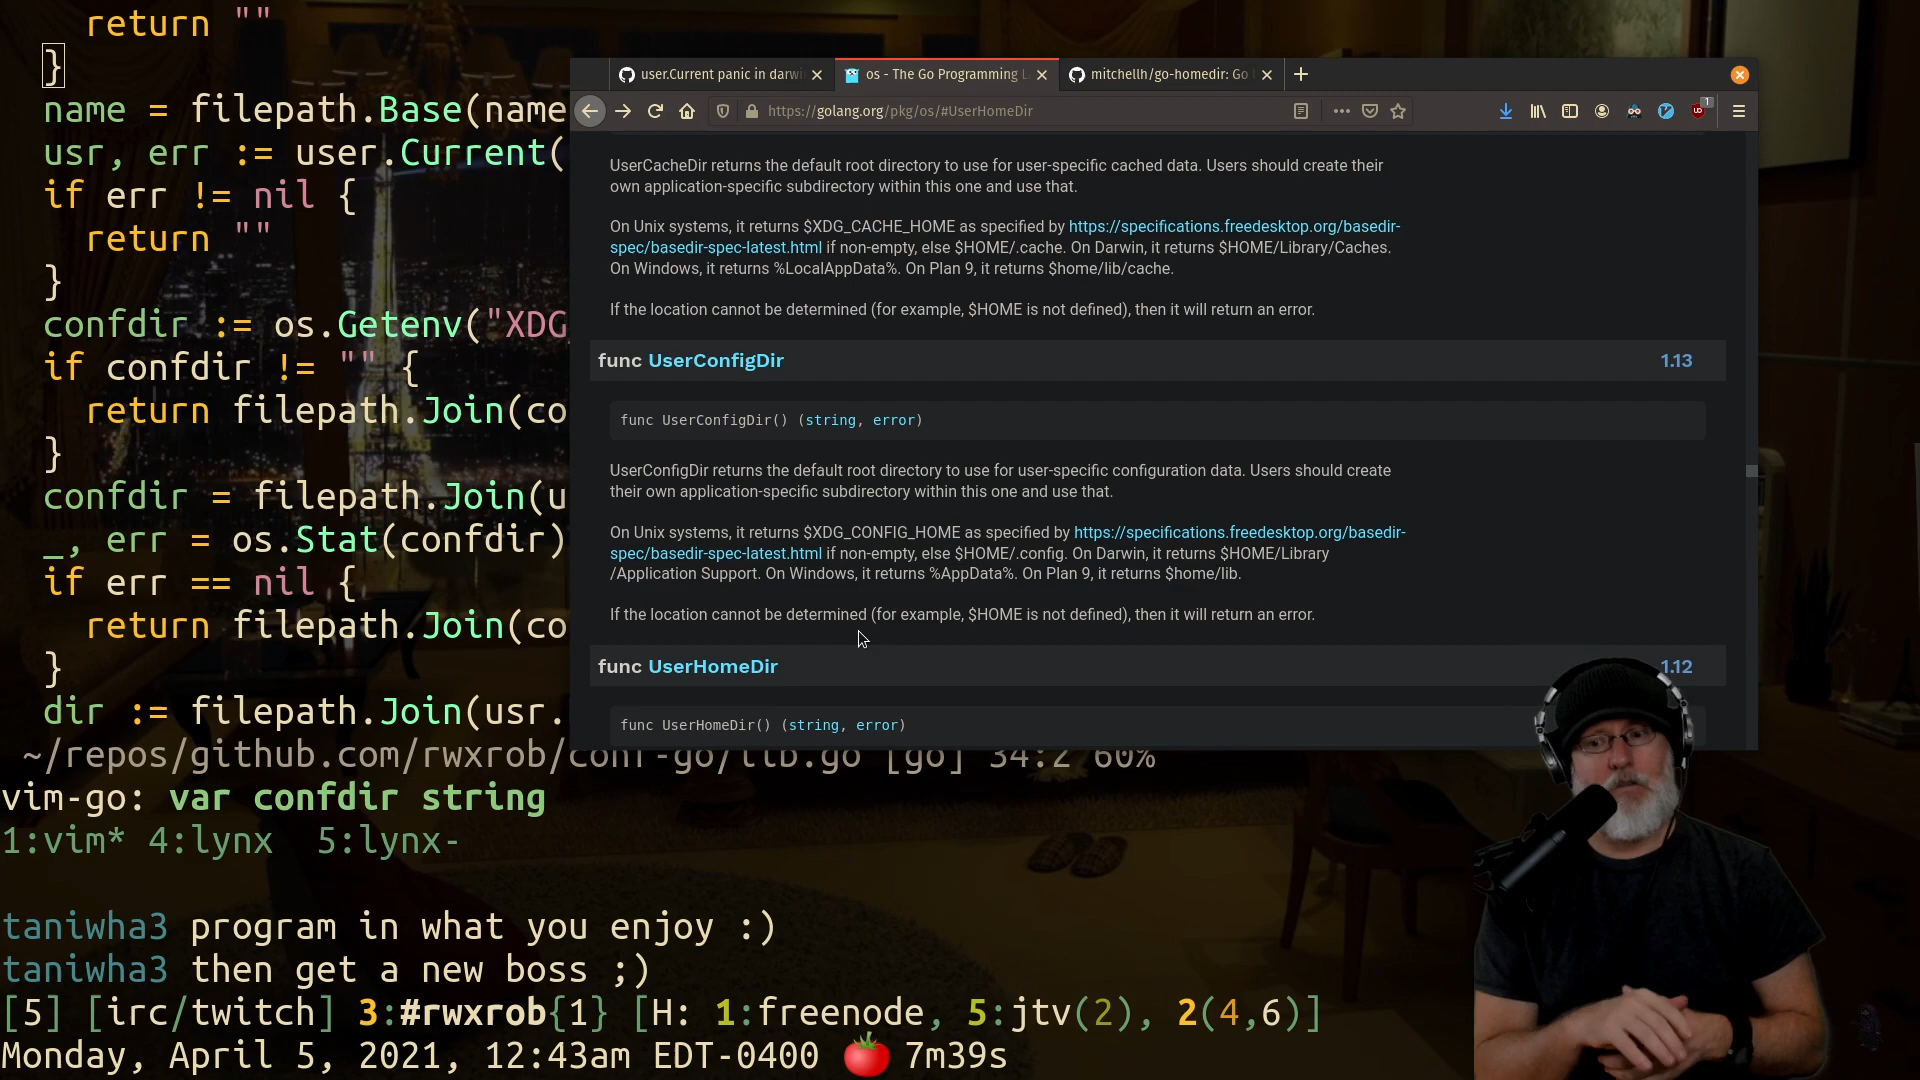 return ""
}
name = filepath.Base(name
usr, err := user.Current(
if err != nil {
return ""
}
confdir := os.Getenv("XDG
if confdir != "" {
return filepath.Join(co
}
confdir = filepath.Join(u
_, err = os.Stat(confdir)
if err == nil {
return filepath.Join(co
}
dir := filepath.Join(usr.
~/repos/github.com/rwxrob/conf-go/lib.go [go] 34:2 60%
vim-go: var confdir string
1:vim* 4:lynx 5:lynx-
taniwha3 program in what you enjoy :)
taniwha3 then get a new boss ;)
[5] [irc/twitch] 3:#rwxrob{1} [H: 1:freenode, 5:jtv(2), 2(4,6)]
Monday, April 5, 2021, 12:43am EDT-0400 🍅 7m39s
user.Current panic in darwi
os - The Go Programming L
mitchellh/go-homedir: Go
https://golang.org/pkg/os/#UserHomeDir
1
UserCacheDir returns the default root directory to use for user-specific cached data. Users should create their
own application-specific subdirectory within this one and use that.
On Unix systems, it returns $XDG_CACHE_HOME as specified by https://specifications.freedesktop.org/basedir-
spec/basedir-spec-latest.html if non-empty, else $HOME/.cache. On Darwin, it returns $HOME/Library/Caches.
On Windows, it returns %LocalAppData%. On Plan 9, it returns $home/lib/cache.
If the location cannot be determined (for example, $HOME is not defined), then it will return an error.
func UserConfigDir 1.13
func UserConfigDir() (string, error)
UserConfigDir returns the default root directory to use for user-specific configuration data. Users should create
their own application-specific subdirectory within this one and use that.
On Unix systems, it returns $XDG_CONFIG_HOME as specified by https://specifications.freedesktop.org/basedir-
spec/basedir-spec-latest.html if non-empty, else $HOME/.config. On Darwin, it returns $HOME/Library
/Application Support. On Windows, it returns %AppData%. On Plan 9, it returns $home/lib.
If the location cannot be determined (for example, $HOME is not defined), then it will return an error.
func UserHomeDir 1.12
func UserHomeDir() (string, error)